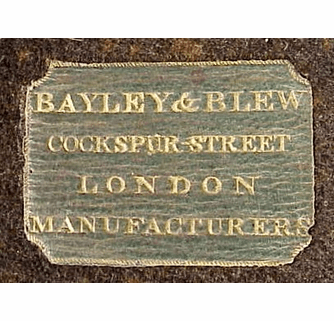 BAYLEY & BLEW
COCKSPUR-STREET
LONDON
MANUFACTURERS